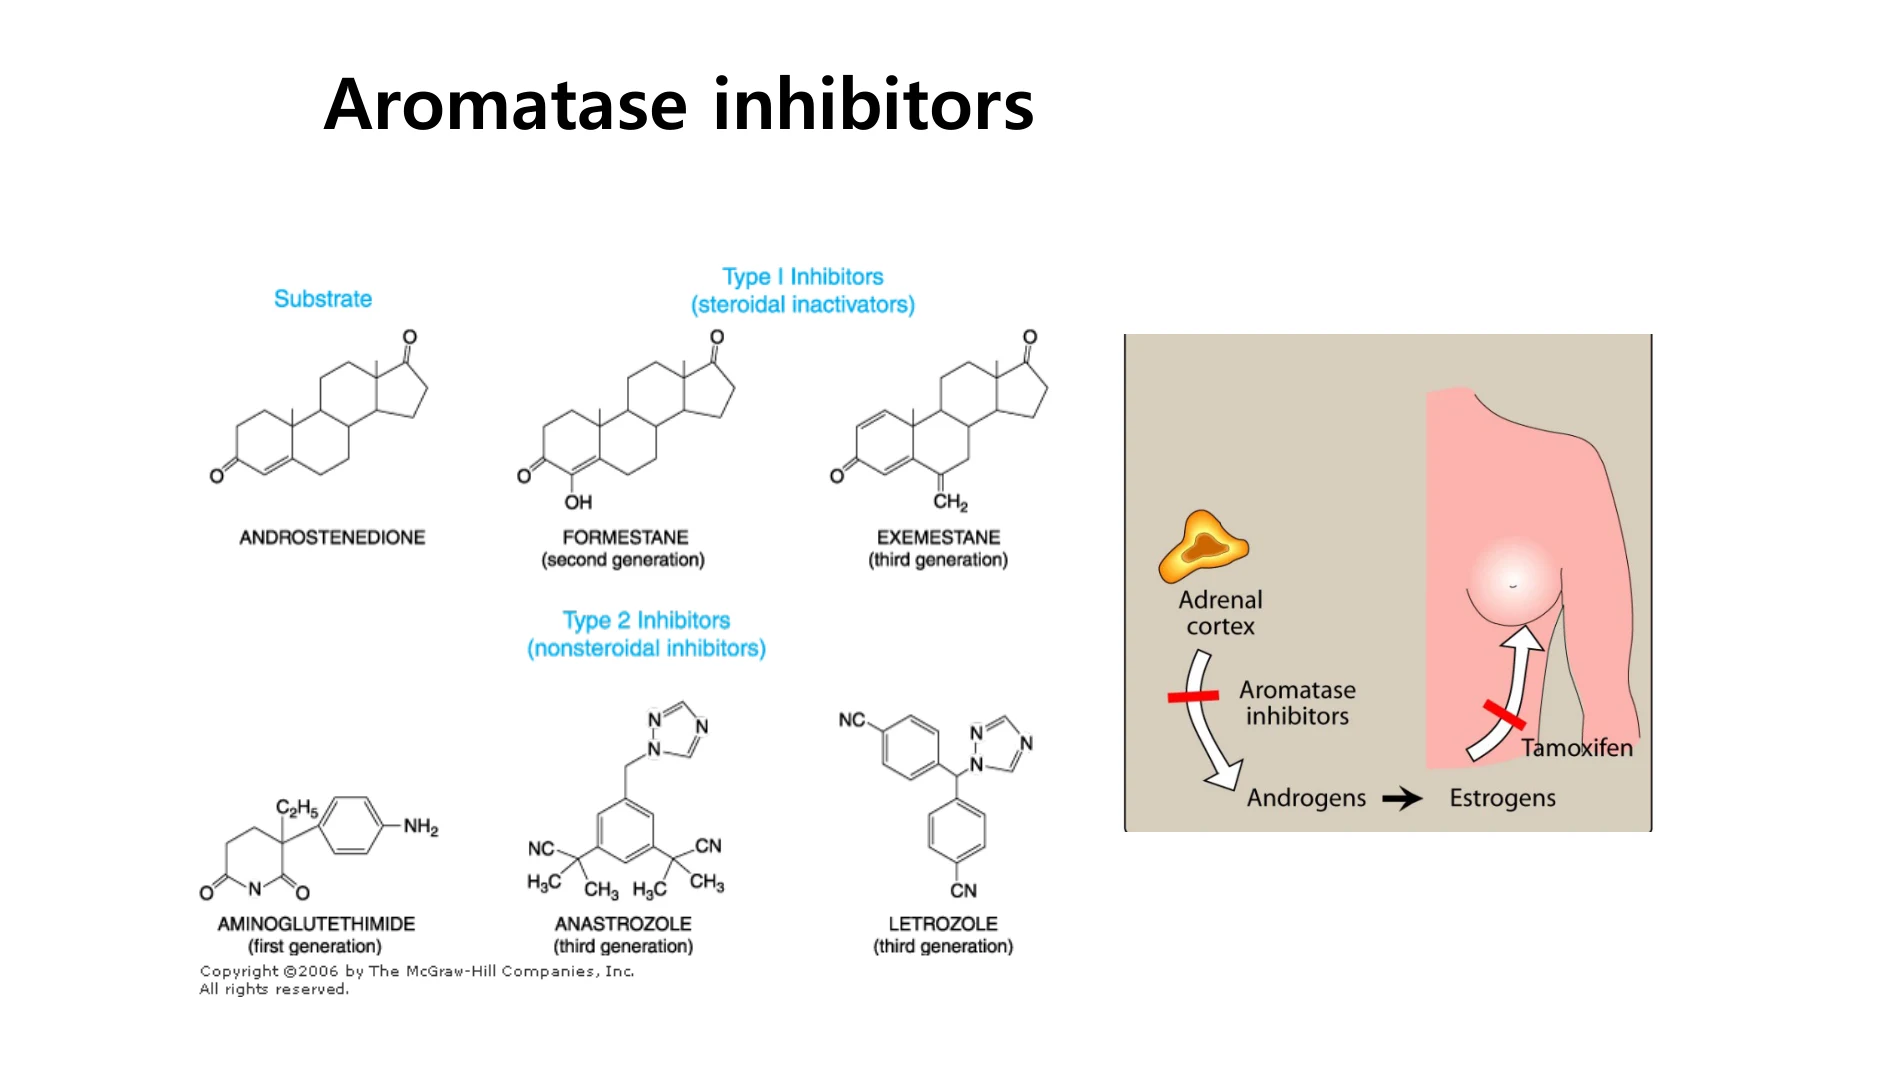 Aromatase inhibitors
Substrate
Type I Inhibitors
(steroidal inactivators)
O
O
O
O
O
OH
O
CH₂
ANDROSTENEDIONE
FORMESTANE
(second generation)
EXEMESTANE
(third generation)
Type 2 Inhibitors
(nonsteroidal inhibitors)
C₂H₅
NH₂
O
N
O
N
N
N
NC
CN
H₃C
CH₃
H₃C
CH₃
NC
N
N
N
CN
AMINOGLUTETHIMIDE
(first generation)
ANASTROZOLE
(third generation)
LETROZOLE
(third generation)
Copyright ©2006 by The McGraw-Hill Companies, Inc.
All rights reserved.
Adrenal
cortex
Aromatase
inhibitors
Tamoxifen
Androgens
Estrogens